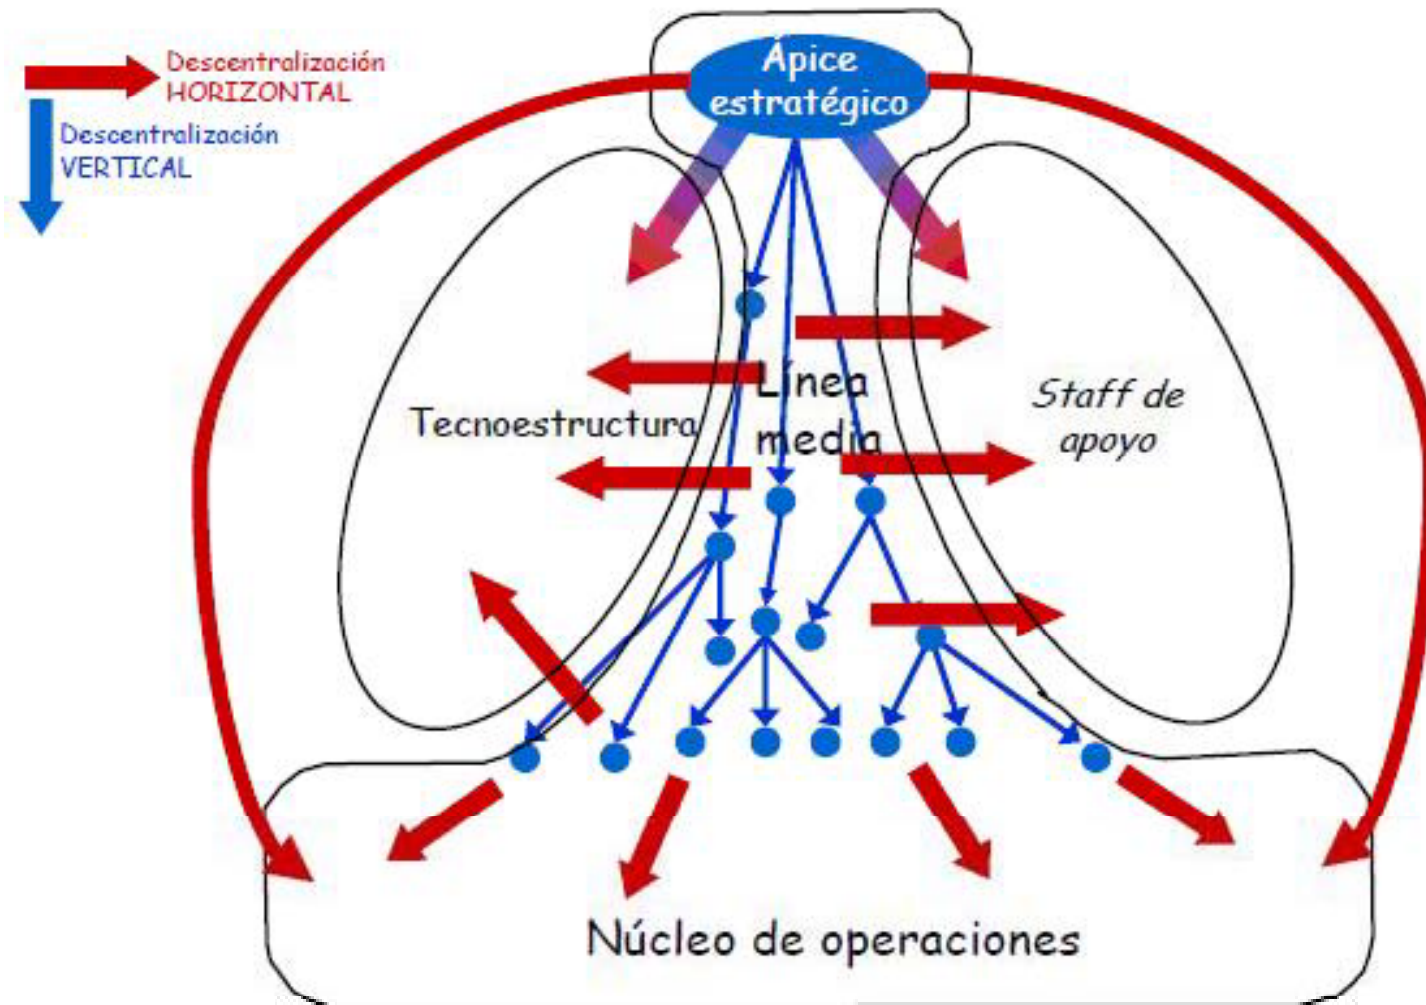 Descentralización
HORIZONTAL
Descentralización
VERTICAL
Ápice
estratégico
Tecnoestructura
Línea
media
Staff de
apoyo
Núcleo de operaciones